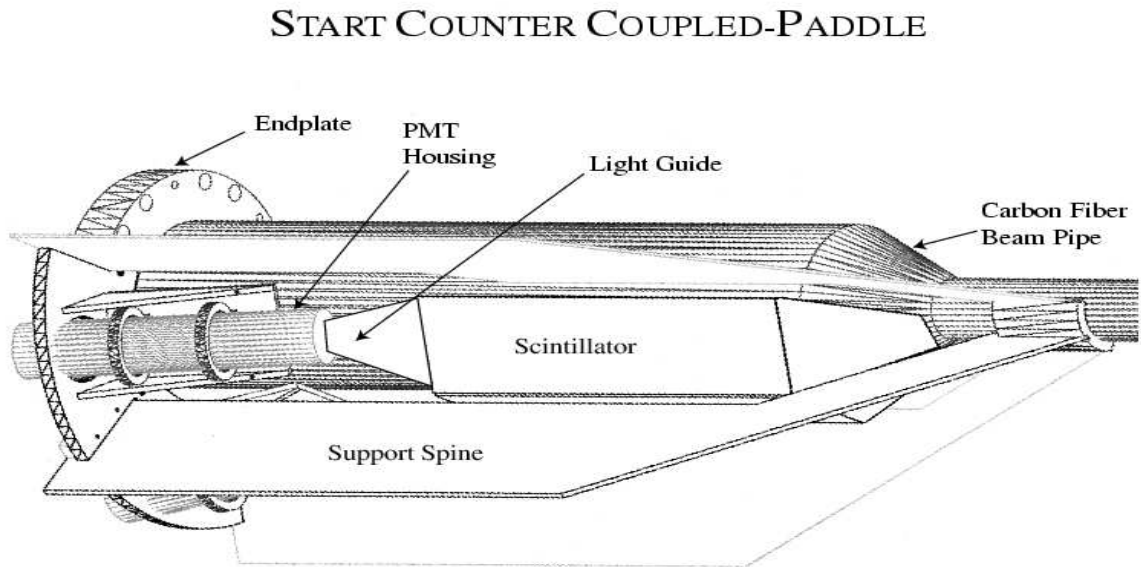 START COUNTER COUPLED-PADDLE
Endplate
PMT
Housing
Light Guide
Carbon Fiber
Beam Pipe
Scintillator
Support Spine